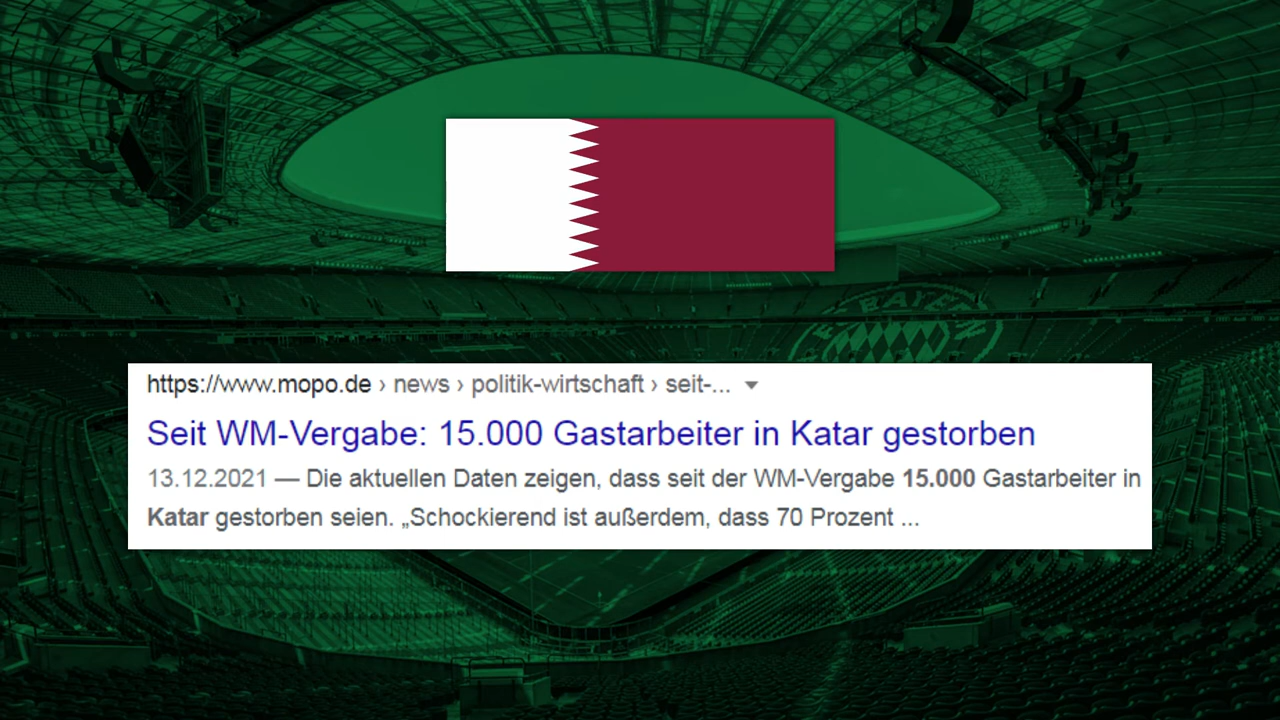 BAYERN
https://www.mopo.de › news › politik-wirtschaft › seit-...
Seit WM-Vergabe: 15.000 Gastarbeiter in Katar gestorben
13.12.2021 — Die aktuellen Daten zeigen, dass seit der WM-Vergabe 15.000 Gastarbeiter in
Katar gestorben seien. „Schockierend ist außerdem, dass 70 Prozent ...